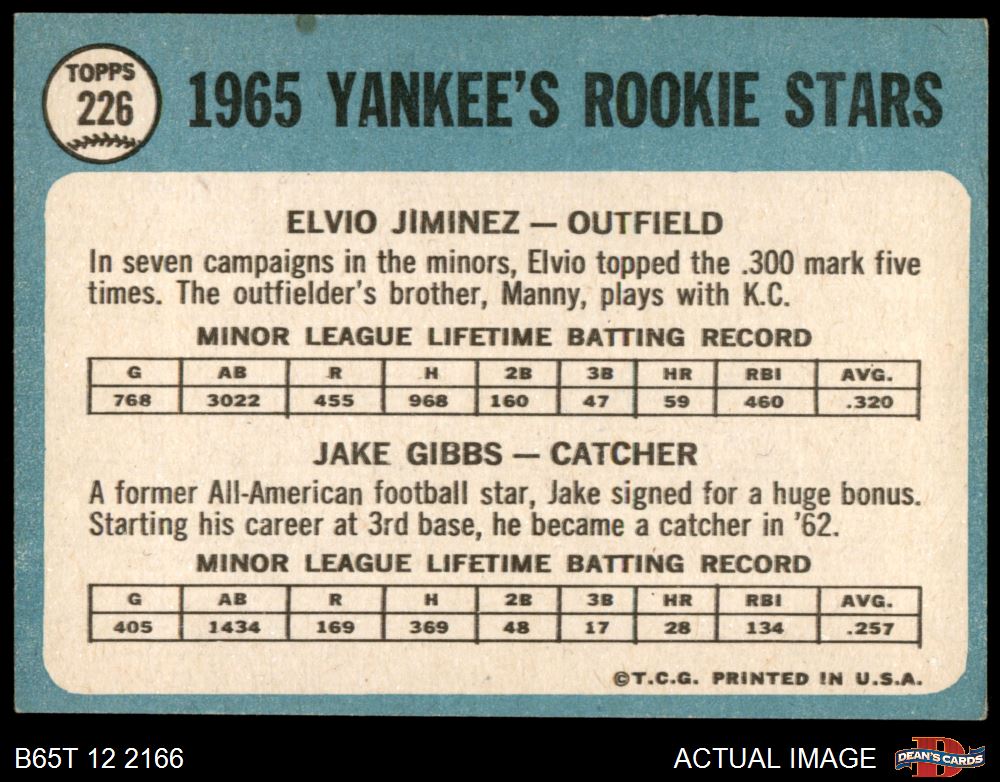 TOPPS
226
1965 YANKEE'S ROOKIE STARS
ELVIO JIMINEZ — OUTFIELD
In seven campaigns in the minors, Elvio topped the .300 mark five
times. The outfielder's brother, Manny, plays with K.C.
MINOR LEAGUE LIFETIME BATTING RECORD
G AB R H 2B 3B HR RBI AVG.
768 3022 455 968 160 47 59 460 .320
JAKE GIBBS — CATCHER
A former All-American football star, Jake signed for a huge bonus.
Starting his career at 3rd base, he became a catcher in '62.
MINOR LEAGUE LIFETIME BATTING RECORD
G AB R H 2B 3B HR RBI AVG.
405 1434 169 369 48 17 28 134 .257
©T.C.G. PRINTED IN U.S.A.
B65T 12 2166
ACTUAL IMAGE
D
DEAN'S CARDS